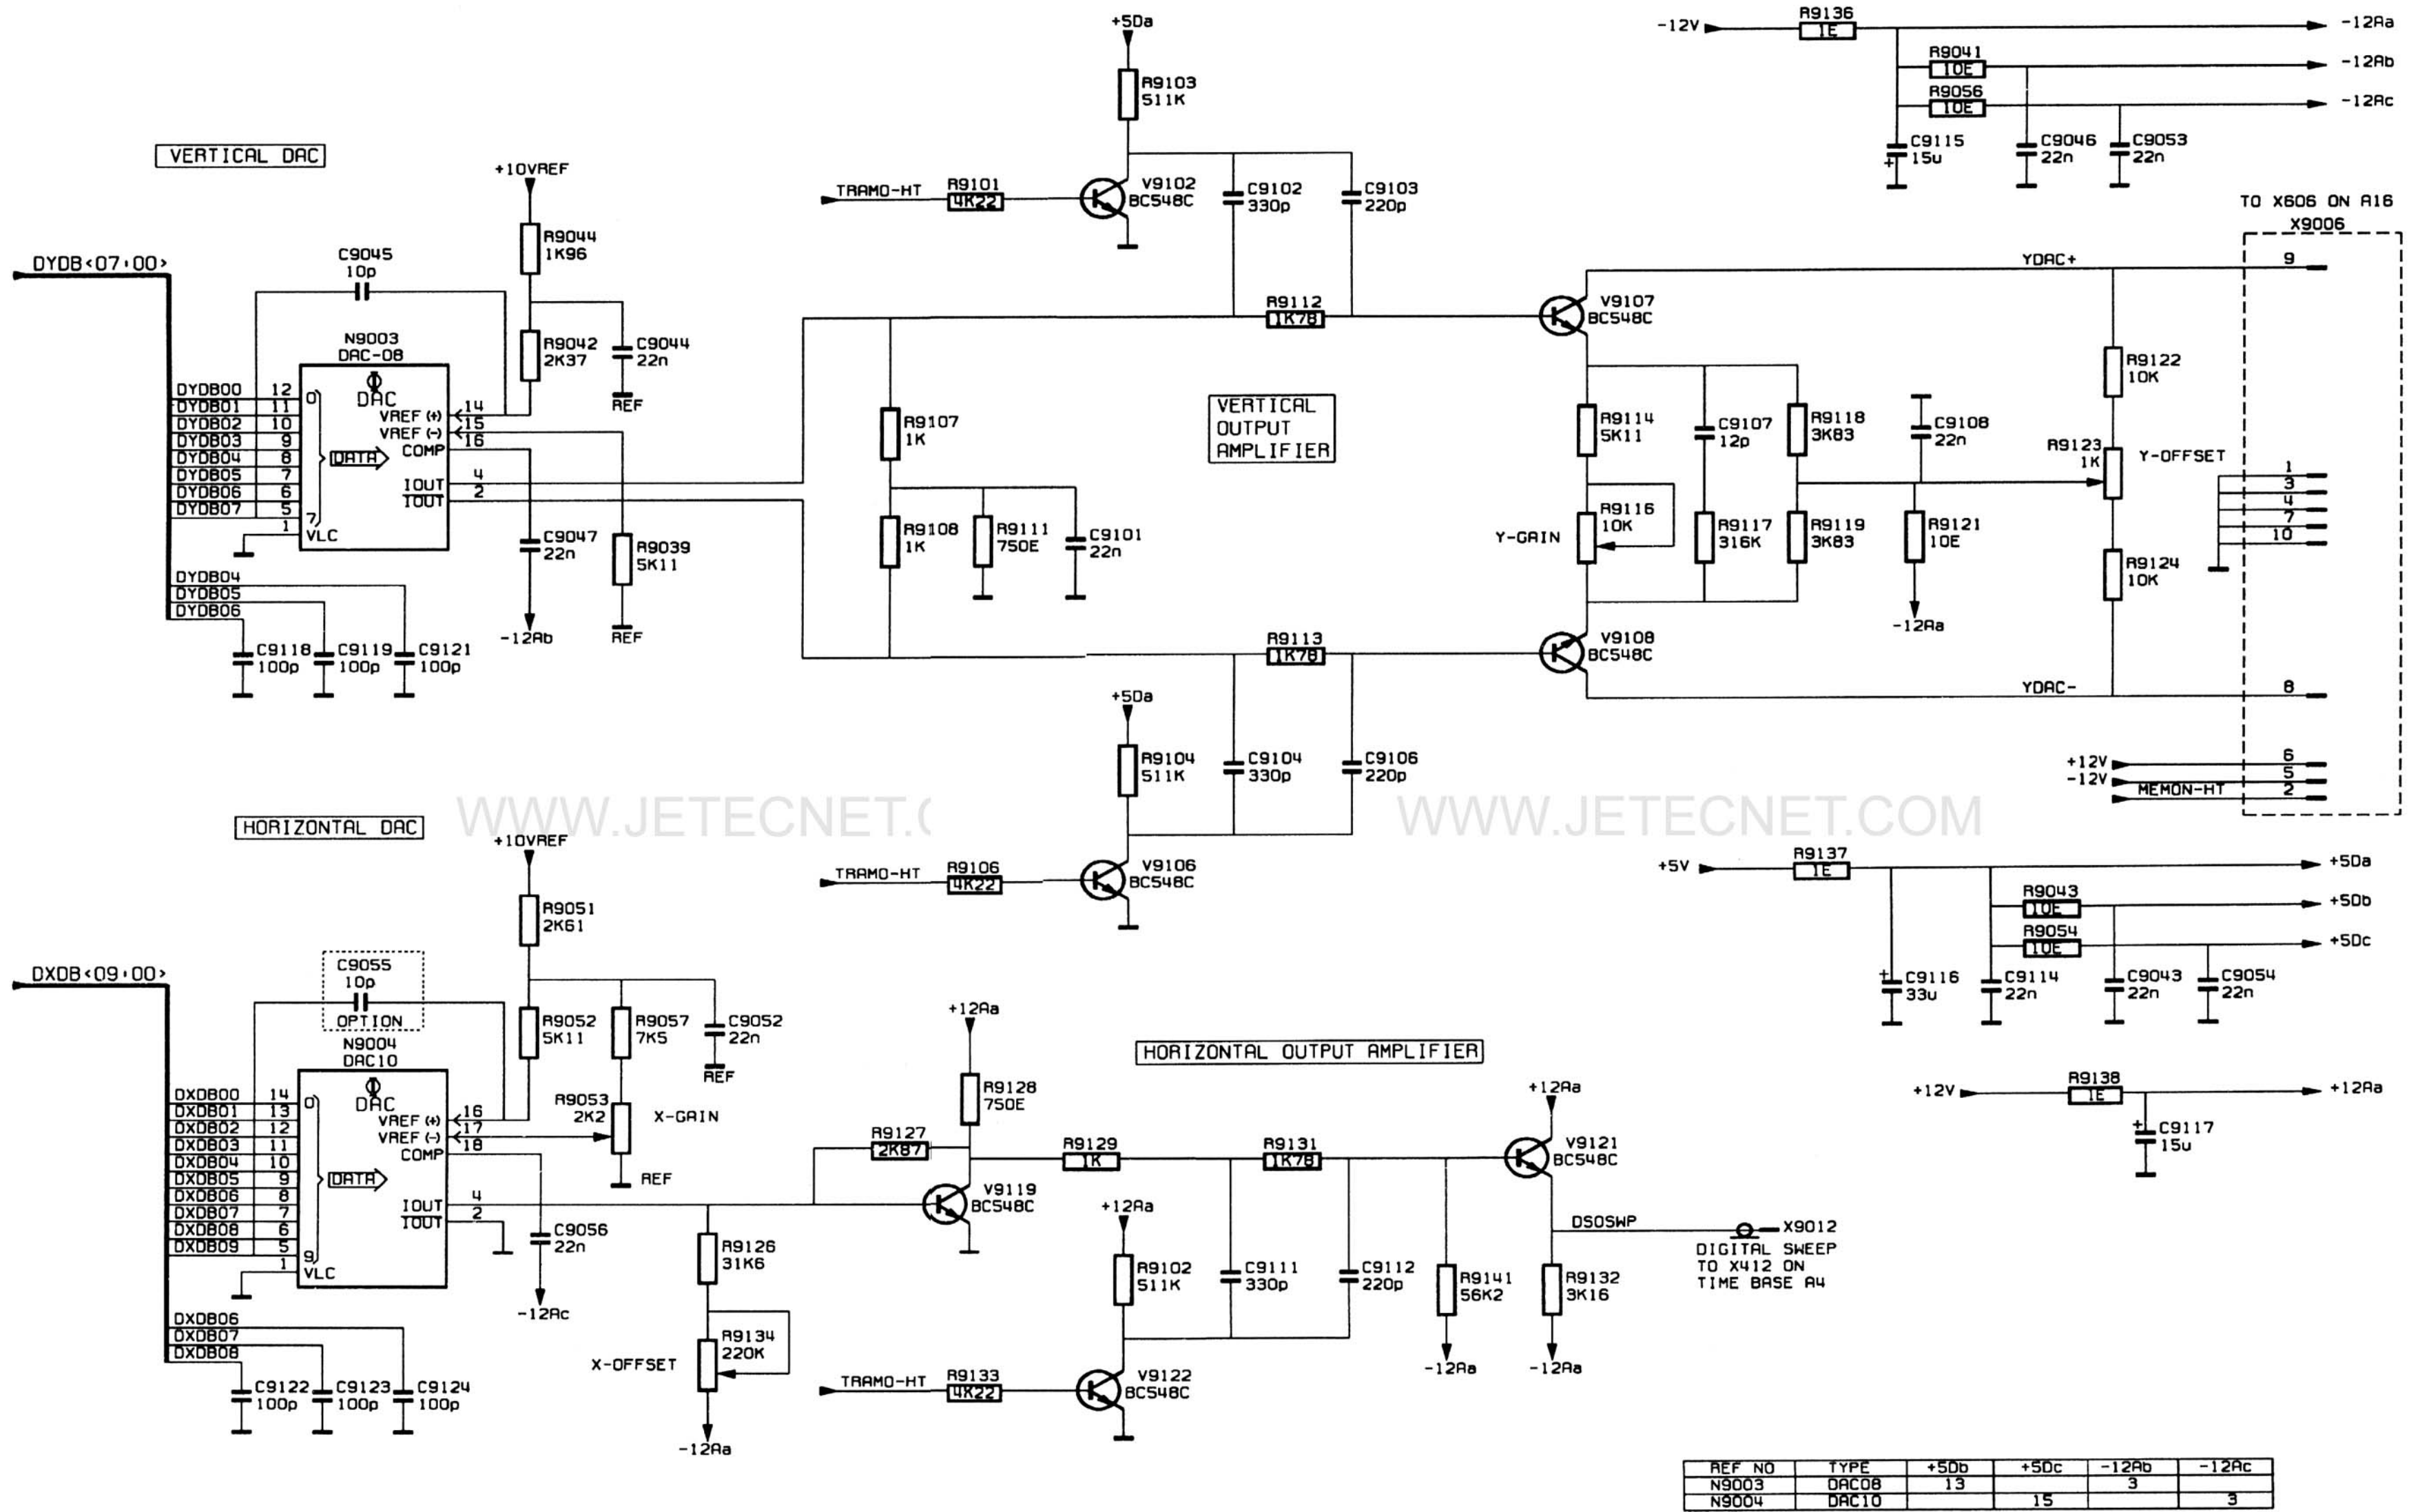 VERTICAL DAC
DYDB<07:00>
C9045
10p
+10VREF
R9044
1K96
R9042
2K37
C9044
22n
REF
N9003
DAC-08
DAC
DYDB00 12
DYDB01 11
DYDB02 10
DYDB03 9
DYDB04 8
DYDB05 7
DYDB06 6
DYDB07 5
1
0
7
DATA
VLC
VREF (+) 14
VREF (-) 15
COMP 16
IOUT 4
IOUT 2
C9047
22n
-12Ab
R9039
5K11
REF
DYDB04
DYDB05
DYDB06
C9118
100p
C9119
100p
C9121
100p
+5Da
R9103
511K
TRAMO-HT
R9101
4K22
V9102
BC548C
C9102
330p
C9103
220p
R9112
1K78
R9107
1K
R9108
1K
R9111
750E
C9101
22n
VERTICAL
OUTPUT
AMPLIFIER
R9113
1K78
+5Da
R9104
511K
C9104
330p
C9106
220p
TRAMO-HT
R9106
4K22
V9106
BC548C
V9107
BC548C
R9114
5K11
R9116
10K
Y-GAIN
C9107
12p
R9117
316K
R9118
3K83
R9119
3K83
C9108
22n
R9121
10E
-12Aa
V9108
BC548C
YDAC+
R9122
10K
R9123
1K
Y-OFFSET
R9124
10K
YDAC-
-12V
R9136
1E
-12Aa
R9041
10E
-12Ab
R9056
10E
-12Ac
C9115
15u
+
C9046
22n
C9053
22n
TO X606 ON A16
X9006
9
1
3
4
7
10
8
+12V 6
-12V 5
MEMON-HT 2
WWW.JETECNET.C
WWW.JETECNET.COM
HORIZONTAL DAC
DXDB<09:00>
+10VREF
R9051
2K61
C9055
10p
OPTION
R9052
5K11
R9057
7K5
C9052
22n
REF
N9004
DAC10
DAC
DXDB00 14
DXDB01 13
DXDB02 12
DXDB03 11
DXDB04 10
DXDB05 9
DXDB06 8
DXDB07 7
DXDB08 6
DXDB09 5
1
0
9
DATA
VLC
VREF (+) 16
VREF (-) 17
COMP 18
IOUT 4
IOUT 2
R9053
2K2
X-GAIN
REF
C9056
22n
-12Ac
DXDB06
DXDB07
DXDB08
C9122
100p
C9123
100p
C9124
100p
R9126
31K6
R9134
220K
X-OFFSET
-12Aa
+12Aa
R9128
750E
R9127
2K87
V9119
BC548C
HORIZONTAL OUTPUT AMPLIFIER
R9129
1K
R9131
1K78
+12Aa
R9102
511K
C9111
330p
C9112
220p
TRAMO-HT
R9133
4K22
V9122
BC548C
R9141
56K2
-12Aa
+12Aa
V9121
BC548C
R9132
3K16
-12Aa
DSOSWP
X9012
DIGITAL SWEEP
TO X412 ON
TIME BASE A4
+5V
R9137
1E
+5Da
R9043
10E
+5Db
R9054
10E
+5Dc
+
C9116
33u
C9114
22n
C9043
22n
C9054
22n
+12V
R9138
1E
+12Aa
+
C9117
15u
REF NO TYPE +5Db +5Dc -12Ab -12Ac
N9003 DAC08 13 3
N9004 DAC10 15 3